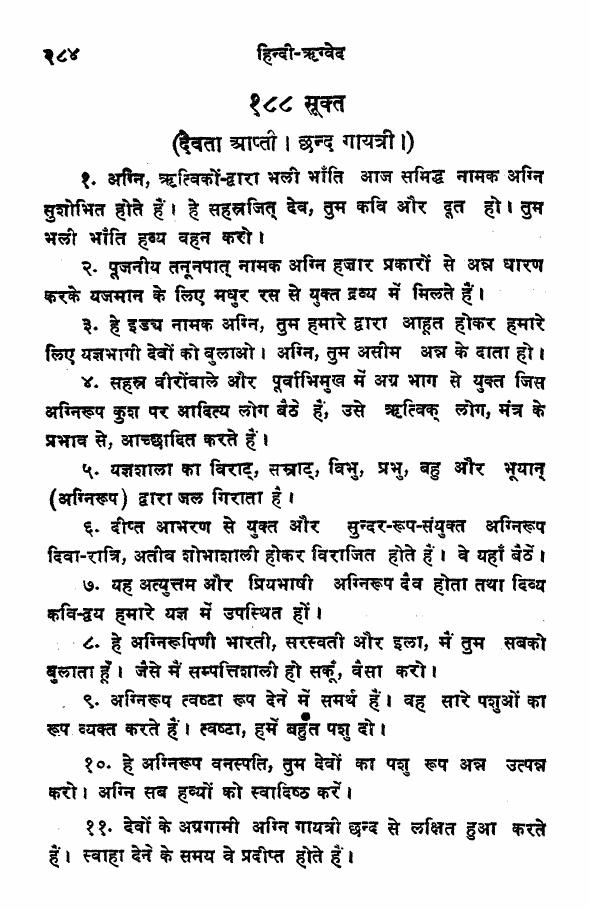 २८४
हिन्दी-ऋग्वेद
१८८ सूक्त
(दैवता आप्ती । छन्द गायत्री।)
१. अग्नि, ऋत्विकों-द्वारा भली भाँति आज समिद्ध नामक अग्नि
सुशोभित होते हैं। हे सहस्रजित् देव, तुम कवि और दूत हो। तुम
भली भाँति हव्य वहन करो।
२. पूजनीय तनूनपात् नामक अग्नि हजार प्रकारों से अन्न धारण
करके यजमान के लिए मधुर रस से युक्त द्रव्य में मिलते हैं।
३. हे इडघ नामक अग्नि, तुम हमारे द्वारा आहूत होकर हमारे
लिए यज्ञभागी देवों को बुलाओ। अग्नि, तुम असीम अन्न के दाता हो।
४. सहस्र वीरोंवाले और पूर्वाभिमुख में अग्र भाग से युक्त जिस
अग्निरूप कुश पर आदित्य लोग बैठे हैं, उसे ऋत्विक् लोग, मंत्र के
प्रभाव से, आच्छादित करते हैं।
५. यज्ञशाला का विराट्, सम्राट्, विभु, प्रभु, बहु और भूयान्
(अग्निरूप) द्वारा जल गिराता है।
६. दीप्त आभरण से युक्त और सुन्दर-रूप-संयुक्त अग्निरूप
दिवा-रात्रि, अतीव शोभाशाली होकर विराजित होते हैं। वे यहाँ बैठें।
७. यह अत्युत्तम और प्रियभाषी अग्निरूप दैव होता तथा दिव्य
कवि-द्वय हमारे यज्ञ में उपस्थित हों।
८. हे अग्निरूपिणी भारती, सरस्वती और इला, मैं तुम सबको
बुलाता हूँ। जैसे मैं सम्पत्तिशाली हो सकूँ, वैसा करो।
९. अग्निरूप त्वष्टा रूप देने में समर्थ हैं। वह सारे पशुओं का
रूप व्यक्त करते हैं। त्वष्टा, हमें बहुत पशु दो।
१०. हे अग्निरूप वनस्पति, तुम देवों का पशु रूप अन्न उत्पन्न
करो। अग्नि सब हव्यों को स्वादिष्ठ करें।
११. देवों के अग्रगामी अग्नि गायत्री छन्द से लक्षित हुआ करते
हैं। स्वाहा देने के समय वे प्रदीप्त होते हैं।